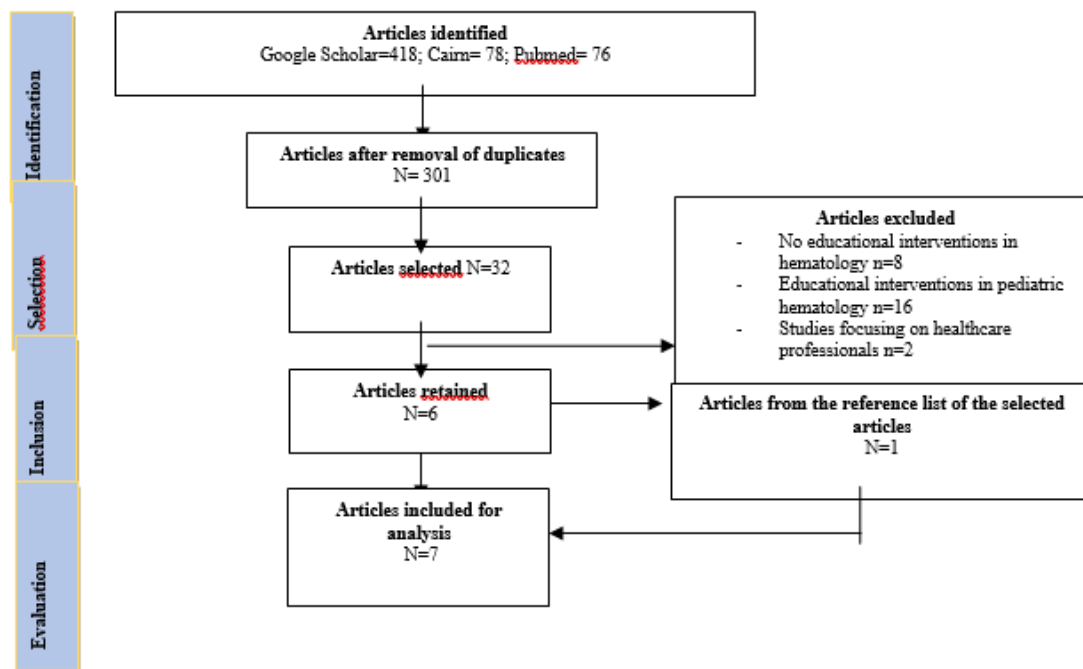 Identification
Articles identified
Google Scholar=418; Cairn= 78; Pubmed= 76
Articles after removal of duplicates
N= 301
Selection
Articles selected N=32
Articles excluded
- No educational interventions in
hematology n=8
- Educational interventions in pediatric
hematology n=16
- Studies focusing on healthcare
professionals n=2
Inclusion
Articles retained
N=6
Articles from the reference list of the selected
articles
N=1
Evaluation
Articles included for
analysis
N=7